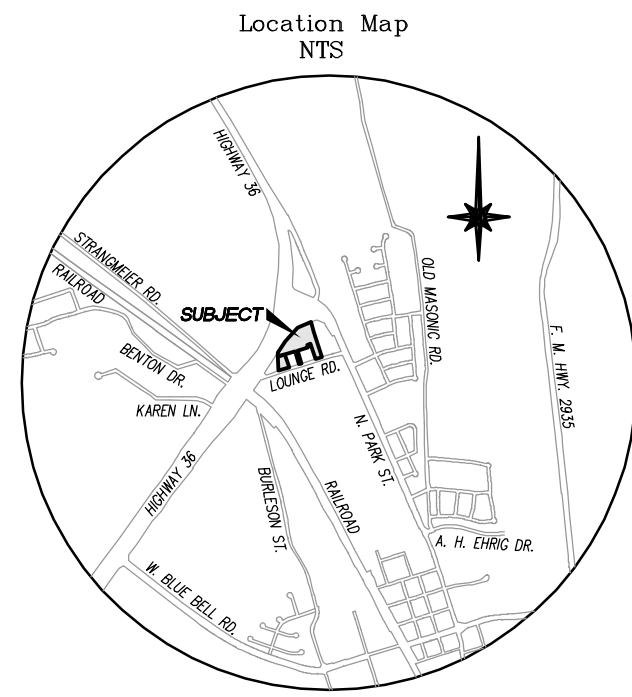 Location Map
NTS
HIGHWAY 36
STRANGMEIER RD.
RAILROAD
OLD MASONIC RD.
SUBJECT
BENTON DR.
F. M. HWY. 2935
LOUNGE RD.
KAREN LN.
N. PARK ST.
HIGHWAY 36
BURLESON ST.
RAILROAD
A. H. EHRIG DR.
W. BLUE BELL RD.